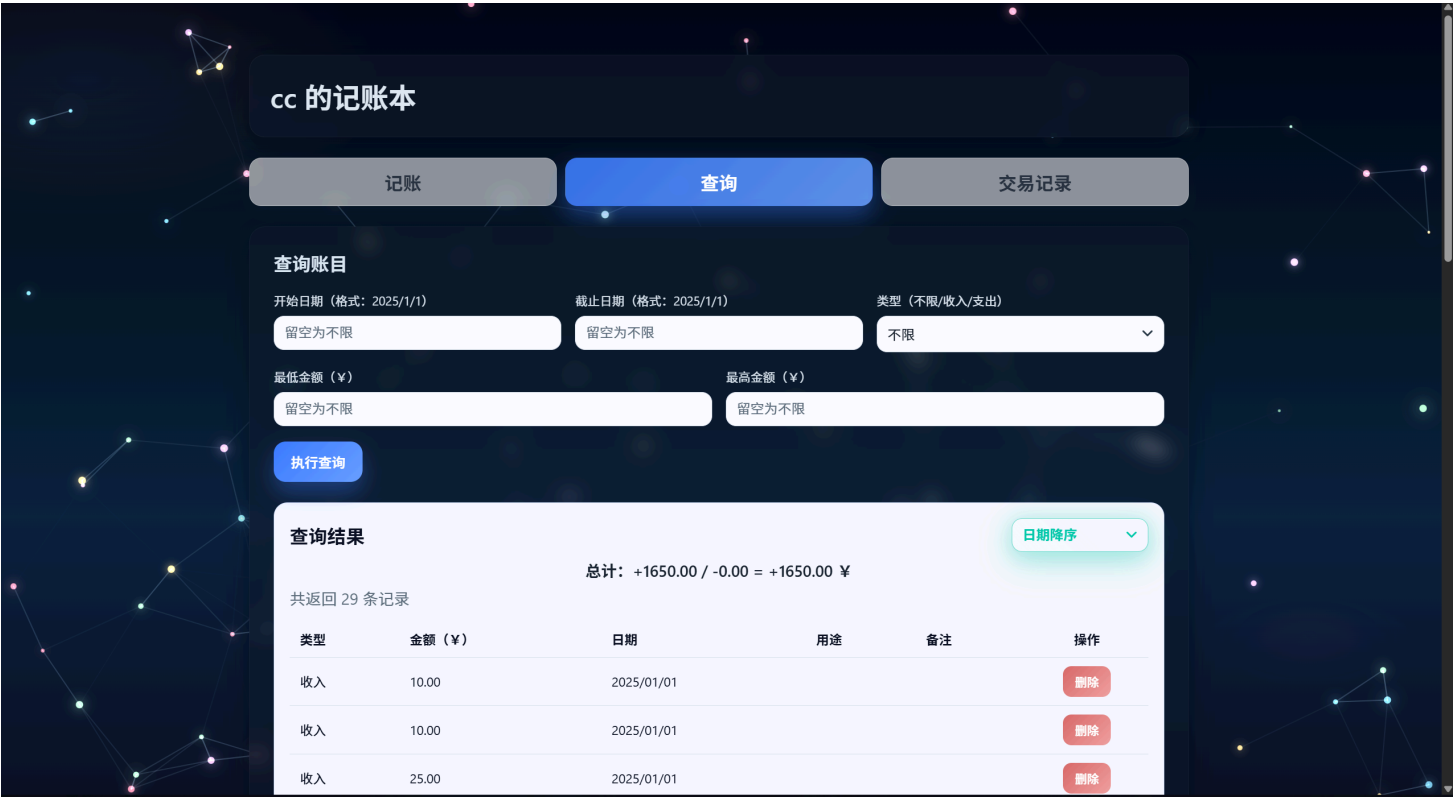 cc 的记账本
记账 查询 交易记录
查询账目
开始日期（格式：2025/1/1） 截止日期（格式：2025/1/1） 类型（不限/收入/支出）
留空为不限 留空为不限 不限
最低金额（¥） 最高金额（¥）
留空为不限 留空为不限
执行查询
查询结果 日期降序
总计：+1650.00 / -0.00 = +1650.00 ¥
共返回 29 条记录
类型 金额（¥） 日期 用途 备注 操作
收入 10.00 2025/01/01 删除
收入 10.00 2025/01/01 删除
收入 25.00 2025/01/01 删除